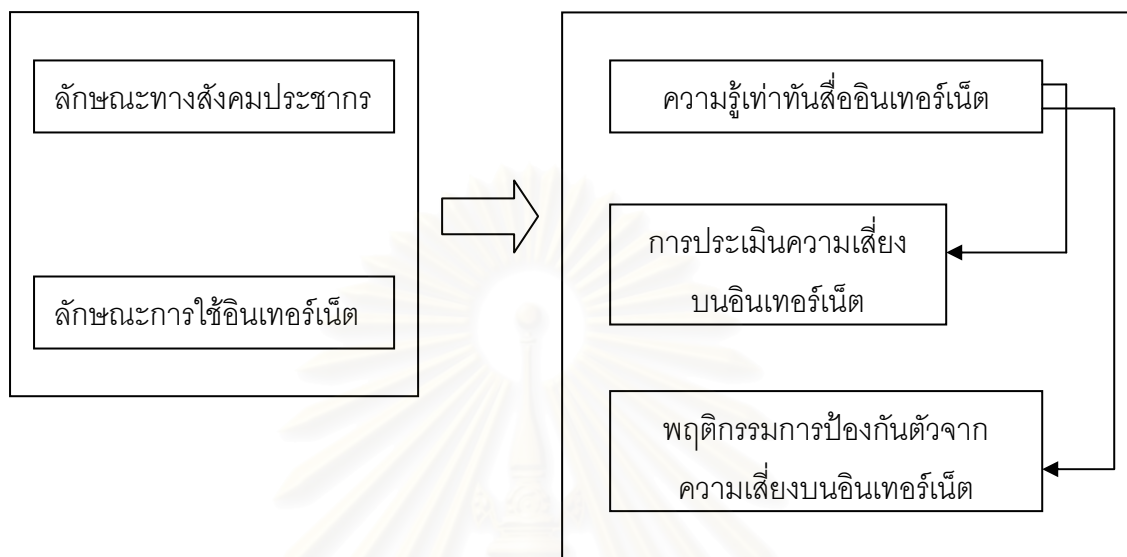 ลักษณะทางสังคมประชากร
ลักษณะการใช้อินเทอร์เน็ต
ความรู้เท่าทันสื่ออินเทอร์เน็ต
การประเมินความเสี่ยง
บนอินเทอร์เน็ต
พฤติกรรมการป้องกันตัวจาก
ความเสี่ยงบนอินเทอร์เน็ต